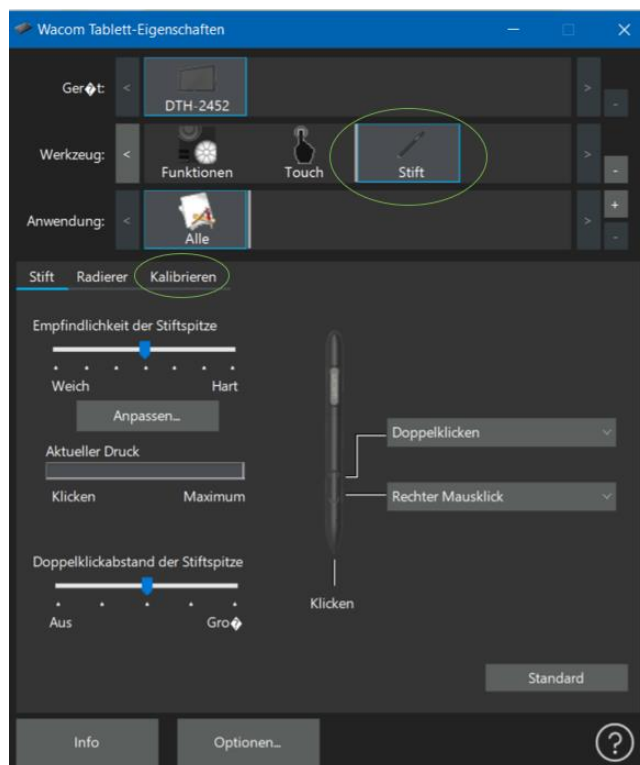 Wacom Tablett-Eigenschaften
Ger�t:
DTH-2452
Werkzeug:
Funktionen Touch Stift
Anwendung:
Alle
Stift Radierer Kalibrieren
Empfindlichkeit der Stiftspitze
Weich Hart
Anpassen...
Aktueller Druck
Klicken Maximum
Doppelklicken
Rechter Mausklick
Doppelklickabstand der Stiftspitze
Aus Gro�
Klicken
Standard
Info Optionen... ?